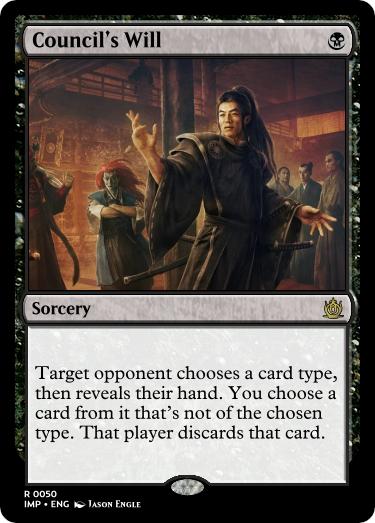 Council's Will
Sorcery
Target opponent chooses a card type,
then reveals their hand. You choose a
card from it that's not of the chosen
type. That player discards that card.
R 0050
IMP • ENG Jason Engle